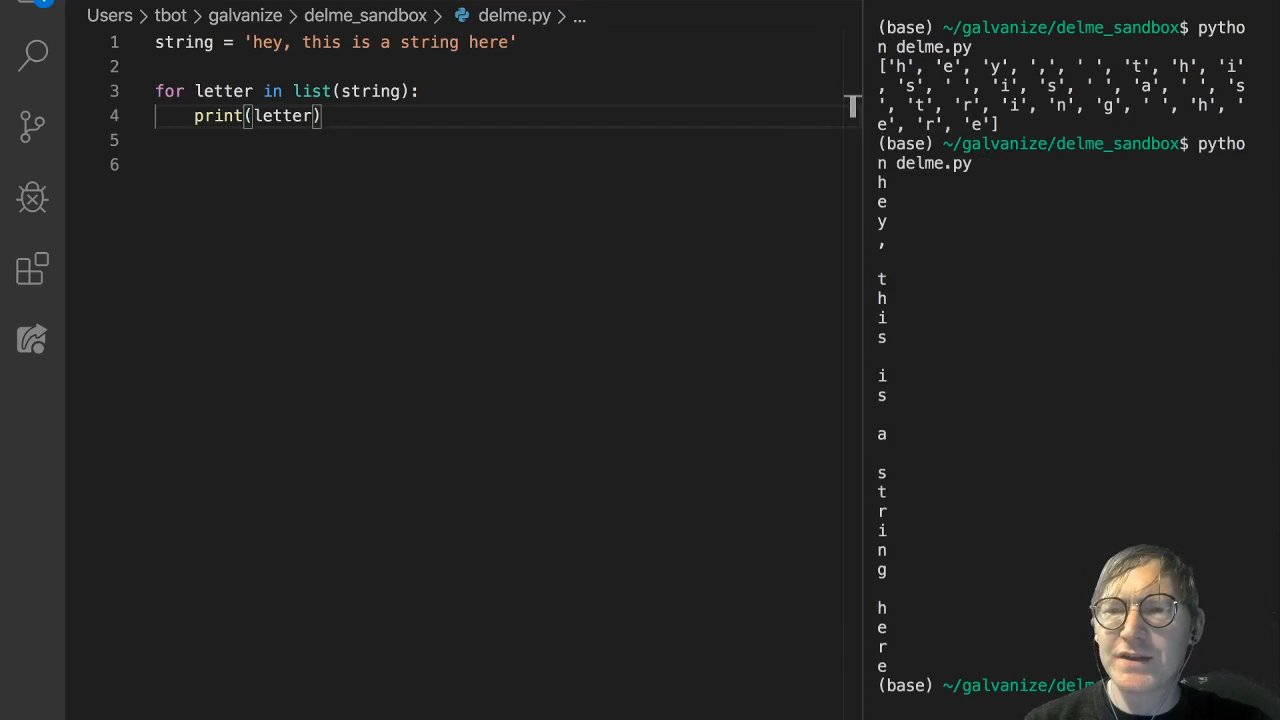 Users > tbot > galvanize > delme_sandbox > delme.py > ...
1 string = 'hey, this is a string here'
2
3 for letter in list(string):
4 print(letter)
5
6
(base) ~/galvanize/delme_sandbox$ pytho
n delme.py
['h', 'e', 'y', ',', ' ', 't', 'h', 'i'
, 's', ' ', 'i', 's', ' ', 'a', ' ', 's
', 't', 'r', 'i', 'n', 'g', ' ', 'h', '
e', 'r', 'e']
(base) ~/galvanize/delme_sandbox$ pytho
n delme.py
h
e
y
,
t
h
i
s
i
s
a
s
t
r
i
n
g
h
e
r
e
(base) ~/galvanize/delm